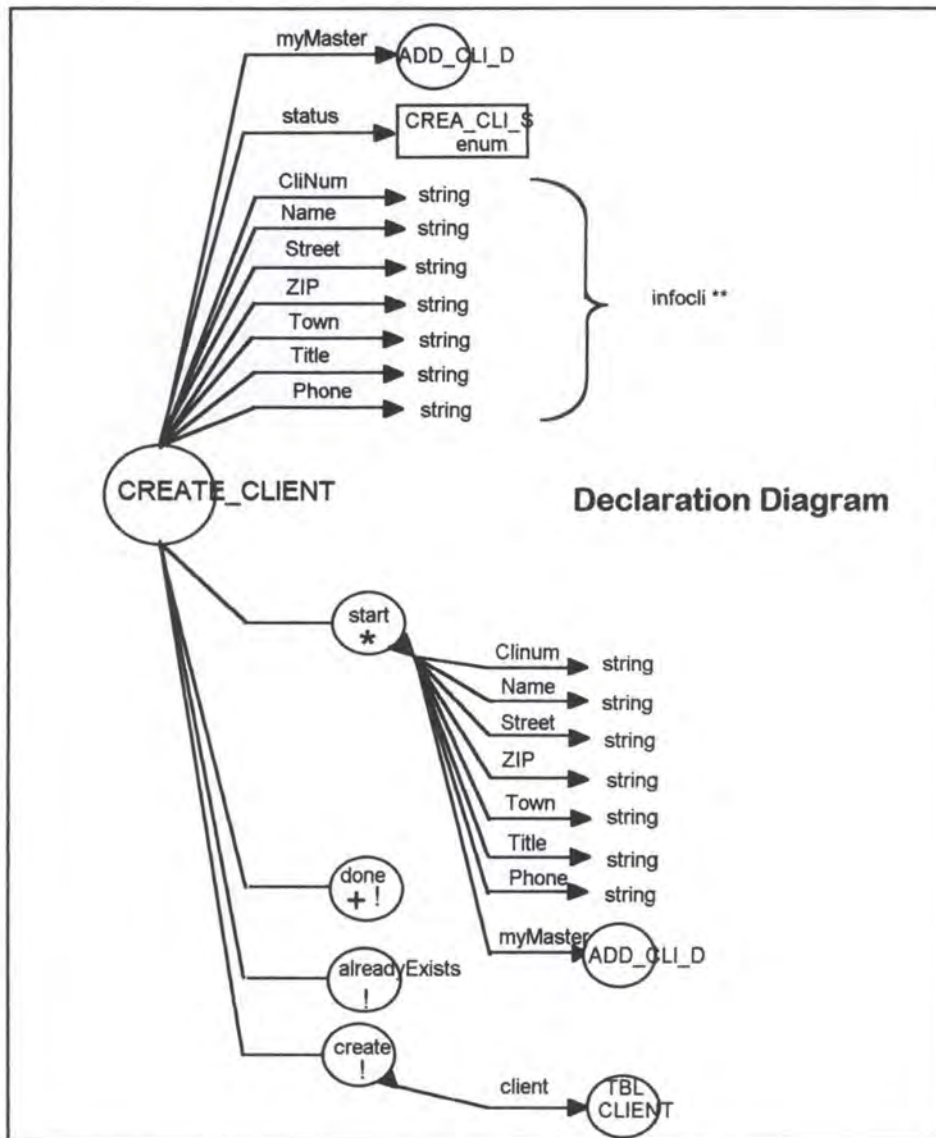 myMaster
ADD_CLI_D
status
CREA_CLI_S
enum
CliNum
string
Name
string
Street
string
ZIP
string
Town
string
Title
string
Phone
string
infocli **
CREATE_CLIENT
Declaration Diagram
start
*
Clinum
string
Name
string
Street
string
ZIP
string
Town
string
Title
string
Phone
string
myMaster
ADD_CLI_D
done
+ !
alreadyExists
!
create
!
client
TBL
CLIENT